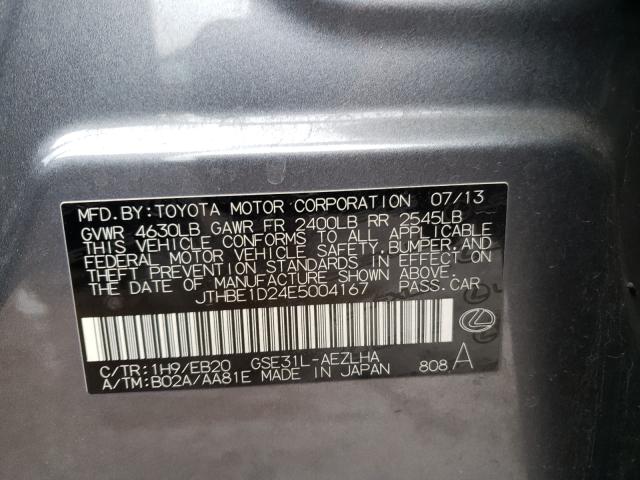 MFD. BY: TOYOTA MOTOR CORPORATION 07/13
GVWR 4630LB GAWR FR 2400LB RR 2545LB
THIS VEHICLE CONFORMS TO ALL APPLICABLE
FEDERAL MOTOR VEHICLE SAFETY, BUMPER, AND
THEFT PREVENTION STANDARDS IN EFFECT ON
THE DATE OF MANUFACTURE SHOWN ABOVE.
JTHBE1D24E5004167 PASS. CAR
C/TR: 1H9/EB20 GSE31L-AEZLHA
A/TM: B02A/AA81E MADE IN JAPAN 808 A